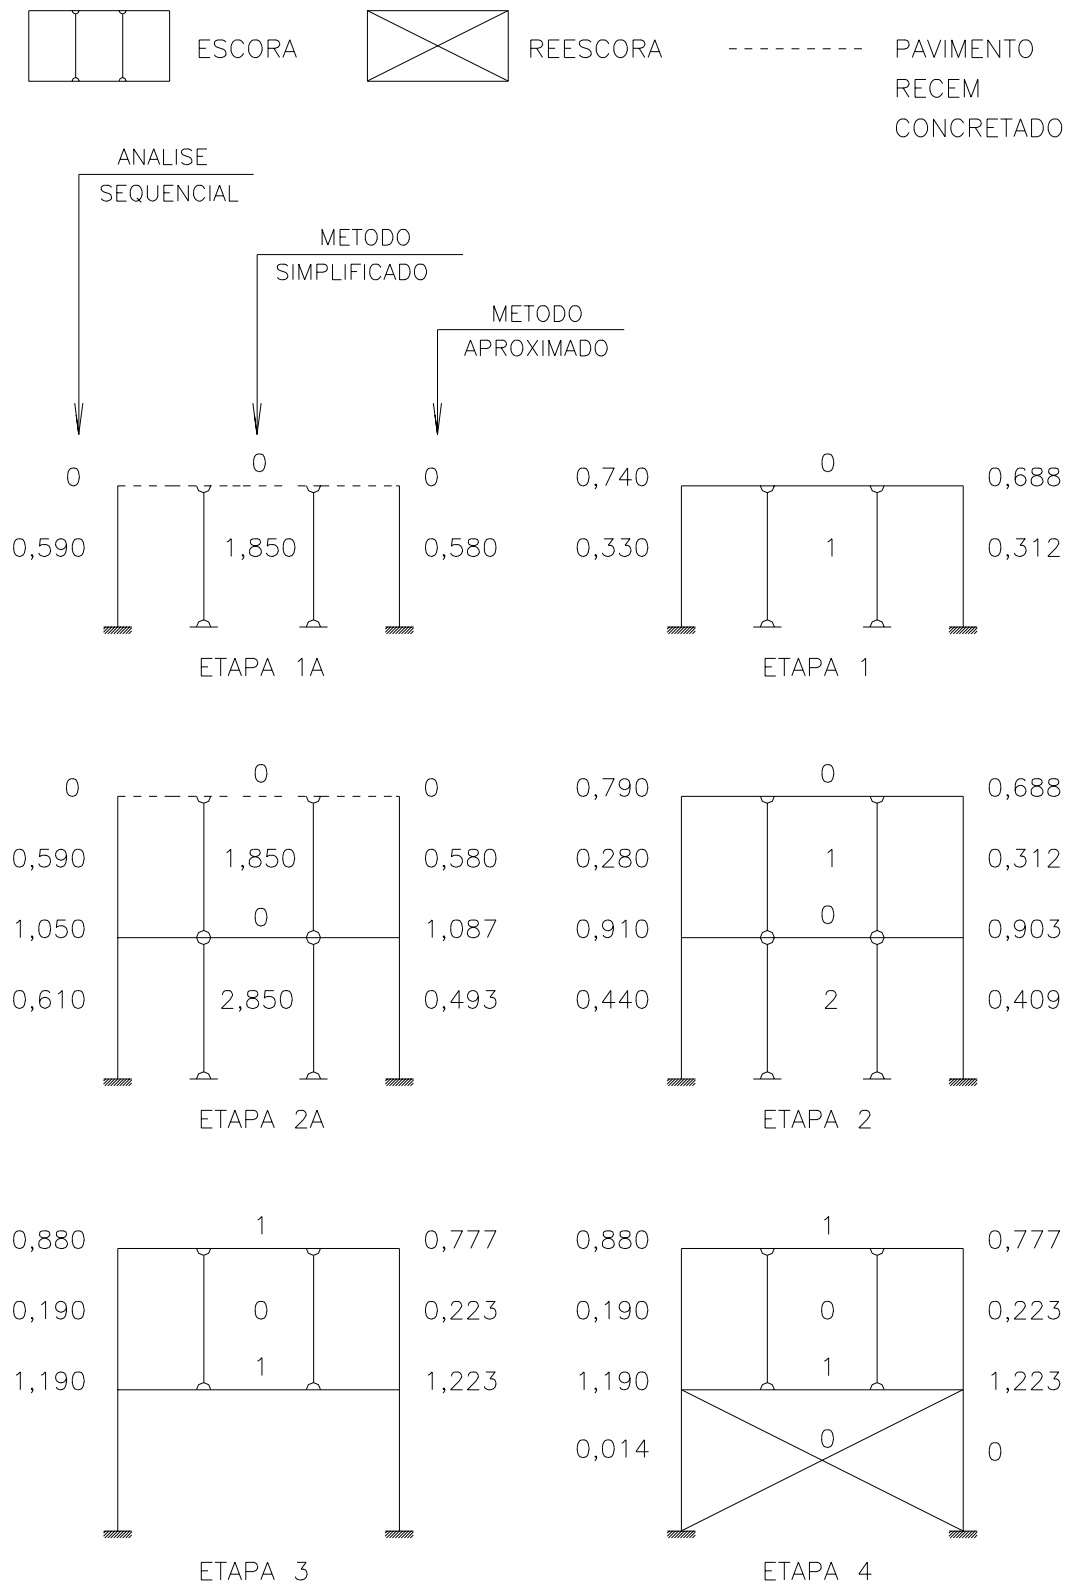 ESCORA
REESCORA
PAVIMENTO
RECEM
CONCRETADO
ANALISE
SEQUENCIAL
METODO
SIMPLIFICADO
METODO
APROXIMADO
0 0 0
0,590 1,850 0,580
ETAPA 1A
0,740 0 0,688
0,330 1 0,312
ETAPA 1
0 0 0
0,590 1,850 0,580
1,050 0 1,087
0,610 2,850 0,493
ETAPA 2A
0,790 0 0,688
0,280 1 0,312
0,910 0 0,903
0,440 2 0,409
ETAPA 2
0,880 1 0,777
0,190 0 0,223
1,190 1 1,223
ETAPA 3
0,880 1 0,777
0,190 0 0,223
1,190 1 1,223
0,014 0 0
ETAPA 4